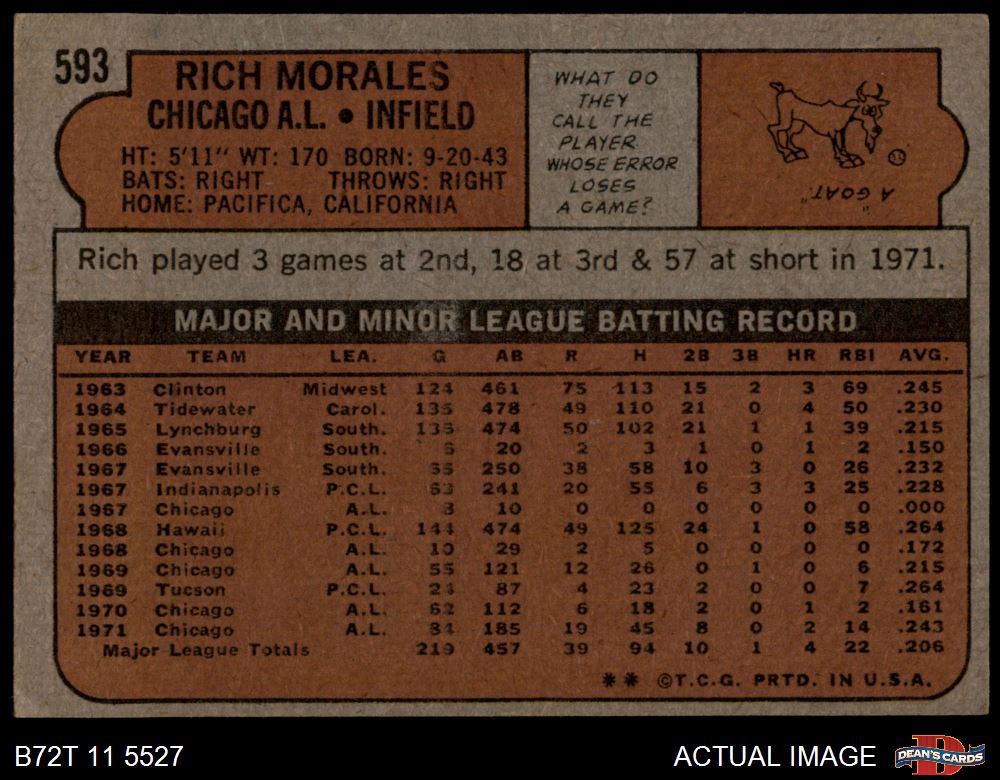 593
RICH MORALES
CHICAGO A.L. • INFIELD
HT: 5'11" WT: 170 BORN: 9-20-43
BATS: RIGHT THROWS: RIGHT
HOME: PACIFICA, CALIFORNIA
WHAT DO
THEY
CALL THE
PLAYER
WHOSE ERROR
LOSES
A GAME?
A "GOAT."
Rich played 3 games at 2nd, 18 at 3rd & 57 at short in 1971.
MAJOR AND MINOR LEAGUE BATTING RECORD
YEAR TEAM LEA. G AB R H 2B 3B HR RBI AVG.
1963 Clinton Midwest 124 461 75 113 15 2 3 69 .245
1964 Tidewater Carol. 135 478 49 110 21 0 4 50 .230
1965 Lynchburg South. 135 474 50 102 21 1 1 39 .215
1966 Evansville South. 20 2 3 1 0 1 2 .150
1967 Evansville South. 250 38 58 10 3 0 26 .232
1967 Indianapolis P.C.L. 63 241 20 55 6 3 3 25 .228
1967 Chicago A.L. 3 10 0 0 0 0 0 0 .000
1968 Hawaii P.C.L. 144 474 49 125 24 1 0 58 .264
1968 Chicago A.L. 10 29 2 5 0 0 0 0 .172
1969 Chicago A.L. 55 121 12 26 0 1 0 6 .215
1969 Tucson P.C.L. 87 4 23 2 0 0 7 .264
1970 Chicago A.L. 62 112 6 18 2 0 1 2 .161
1971 Chicago A.L. 84 185 19 45 8 0 2 14 .243
Major League Totals 219 457 39 94 10 1 4 22 .206
** ©T.C.G. PRTD. IN U.S.A.
B72T 11 5527
ACTUAL IMAGE
DEAN'S CARDS